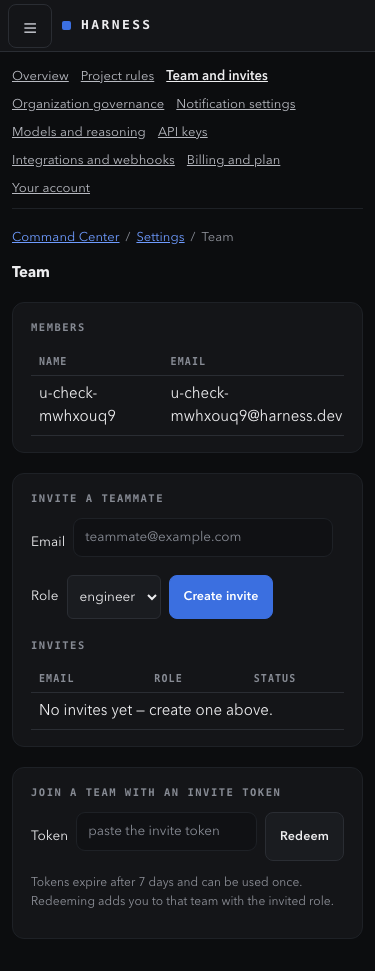 HARNESS
Overview Project rules Team and invites
Organization governance Notification settings
Models and reasoning API keys
Integrations and webhooks Billing and plan
Your account
Command Center / Settings / Team
Team
MEMBERS
NAME EMAIL
u-check- u-check-
mwhxouq9 mwhxouq9@harness.dev
INVITE A TEAMMATE
Email teammate@example.com
Role engineer Create invite
INVITES
EMAIL ROLE STATUS
No invites yet — create one above.
JOIN A TEAM WITH AN INVITE TOKEN
Token paste the invite token Redeem
Tokens expire after 7 days and can be used once.
Redeeming adds you to that team with the invited role.